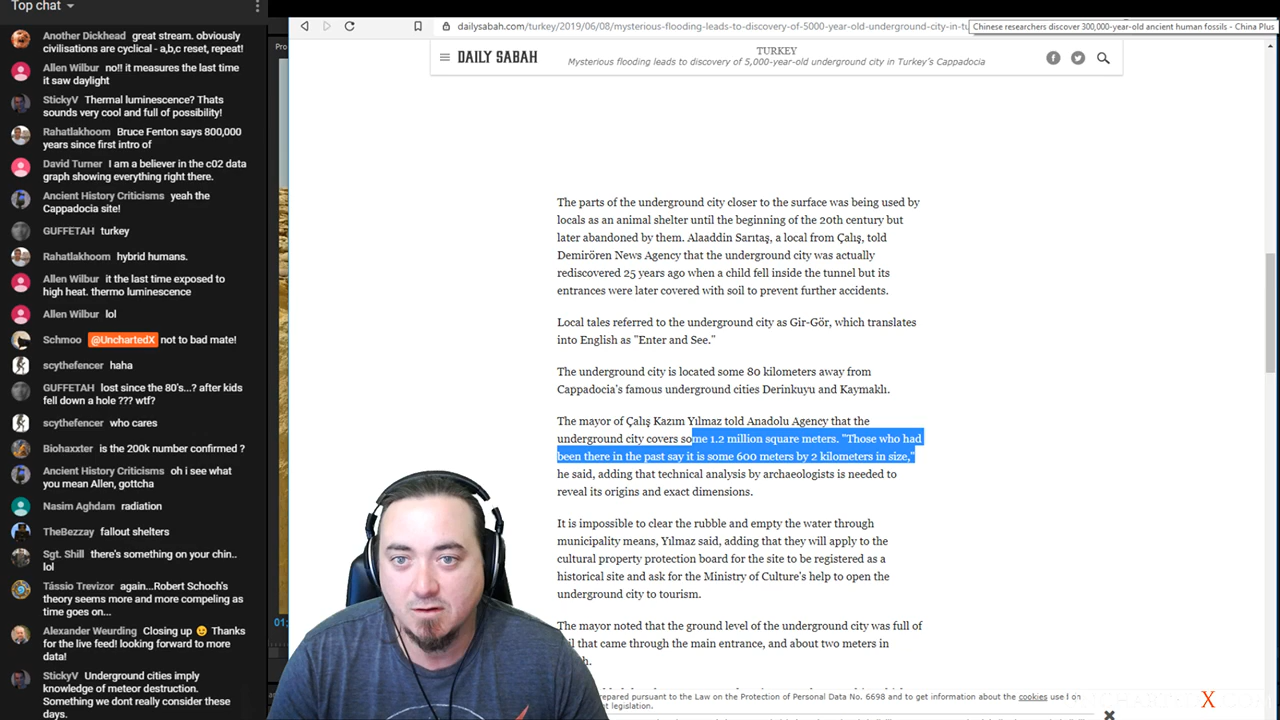 Top chat
Mister Dickhead great stream. obviously
civilisations are cyclical - a,b,c reset, repeat!
Allen Wilbur no!! it measures the last time
it saw daylight
StickyV Thermal luminescence? Thats
sounds very cool and full of possibility!
Rahatlakhoom Bruce Fenton says 800,000
years since first intro of
David Turner I am a believer in the c02 data
graph showing everything right there.
Ancient History Criticisms yeah the
Cappadocia site!
GUFFETAH turkey
Rahatlakhoom hybrid humans.
Allen Wilbur it it the last time exposed to
high heat. thermo luminescence
Allen Wilbur lol
Schmoo @UnchartedX not to bad mate!
scythefencer haha
GUFFETAH lost since the 80's...? after kids
fell down a hole ??? wtf?
scythefencer who cares
Ancient History Criticisms oh i see what
you mean Allen, gottcha
Nasim Aghdam radiation
TheBozzay fallout shelters
Sgt. Shill there's something on your chin..
lol
Tássio Trevizor again...Robert Schoch's
theory seems more and more compeling as
time goes on...
Alexander Weurding Closing up Thanks
for the live feed looking forward to more
data!
StickyV Underground cities imply
knowledge of meteor destruction.
Something we dont really consider these
days.
dailysabah.com/turkey/2019/06/08/mysterious-flooding-leads-to-discovery-of-5000-year-old-underground-city-in-tu
Chinese researchers discover 300,000-year-old ancient human fossils - China Plus
DAILY SABAH
TURKEY
Mysterious flooding leads to discovery of 5,000-year-old underground city in Turkey's Cappadocia
The parts of the underground city closer to the surface was being used by
locals as an animal shelter until the beginning of the 20th century but
later abandoned by them. Alaaddin Sarıtaş, a local from Çalış, told
Demirören News Agency that the underground city was actually
rediscovered 25 years ago when a child fell inside the tunnel but its
entrances were later covered with soil to prevent further accidents.
Local tales referred to the underground city as Gir-Gör, which translates
into English as "Enter and See."
The underground city is located some 80 kilometers away from
Cappadocia's famous underground cities Derinkuyu and Kaymaklı.
The mayor of Çalış Kazım Yılmaz told Anadolu Agency that the
underground city covers some 1.2 million square meters. "Those who had
been there in the past say it is some 600 meters by 2 kilometers in size,"
he said, adding that technical analysis by archaeologists is needed to
reveal its origins and exact dimensions.
It is impossible to clear the rubble and empty the water through
municipality means, Yılmaz said, adding that they will apply to the
cultural property protection board for the site to be registered as a
historical site and ask for the Ministry of Culture's help to open the
underground city to tourism.
The mayor noted that the ground level of the underground city was full of
that came through the main entrance, and about two meters in
prepared pursuant to the Law on the Protection of Personal Data No. 6698 and to get information about the cookies used on
legislation.